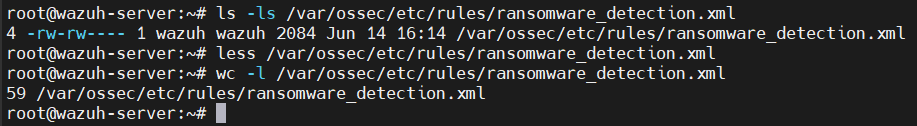 root@wazuh-server:~# ls -ls /var/ossec/etc/rules/ransomware_detection.xml
4 -rw-rw---- 1 wazuh wazuh 2084 Jun 14 16:14 /var/ossec/etc/rules/ransomware_detection.xml
root@wazuh-server:~# less /var/ossec/etc/rules/ransomware_detection.xml
root@wazuh-server:~# wc -l /var/ossec/etc/rules/ransomware_detection.xml
59 /var/ossec/etc/rules/ransomware_detection.xml
root@wazuh-server:~#